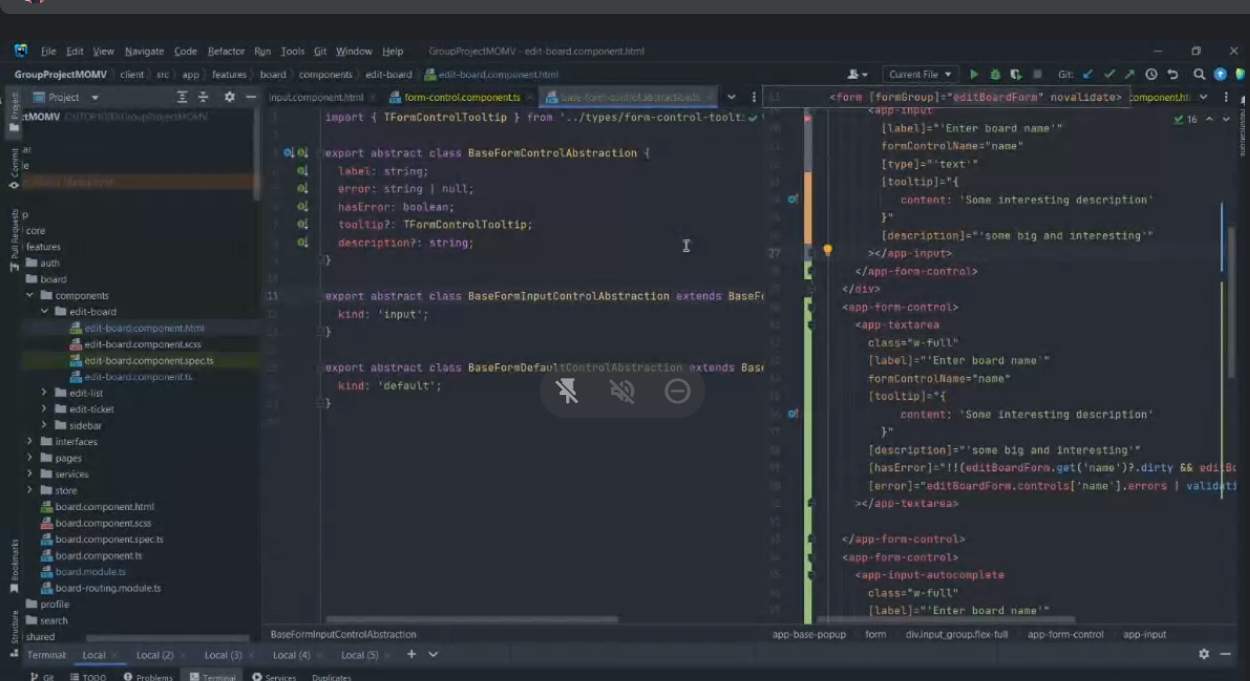 File Edit View Navigate Code Refactor Run Tools Git Window Help GroupProjectMOMV - edit-board.component.html
GroupProjectMOMV client src app features board components edit-board edit-board.component.html Current File Git:
Project
input.component.html form-control.component.ts base-form-control.abstraction.ts
<form [formGroup]="editBoardForm" novalidate>
component.ht
16
Project
Commit
Pull Requests
Bookmarks
Structure
core
features
auth
board
components
edit-board
edit-board.component.html
edit-board.component.scss
edit-board.component.spec.ts
edit-board.component.ts
edit-list
edit-ticket
sidebar
interfaces
pages
services
store
board.component.html
board.component.scss
board.component.spec.ts
board.component.ts
board.module.ts
board-routing.module.ts
profile
search
shared
import { TFormControlTooltip } from '../types/form-control-toolt
export abstract class BaseFormControlAbstraction {
label: string;
error: string | null;
hasError: boolean;
tooltip?: TFormControlTooltip;
description?: string;
}
11
export abstract class BaseFormInputControlAbstraction extends BaseF
kind: 'input';
}
export abstract class BaseFormDefaultControlAbstraction extends Base
kind: 'default';
}
BaseFormInputControlAbstraction
<app-input
[label]="'Enter board name'"
formControlName="name"
[type]="'text'"
[tooltip]="{
content: 'Some interesting description'
}"
[description]="'some big and interesting'"
27
></app-input>
</app-form-control>
</div>
<app-form-control>
<app-textarea
class="w-full"
[label]="'Enter board name'"
formControlName="name"
[tooltip]="{
content: 'Some interesting description'
}"
[description]="'some big and interesting'"
[hasError]="!!(editBoardForm.get('name')?.dirty && editBo
[error]="editBoardForm.controls['name'].errors | validati
></app-textarea>
</app-form-control>
<app-form-control>
<app-input-autocomplete
class="w-full"
[label]="'Enter board name'"
app-base-popup form div.input_group.flex-full app-form-control app-input
Terminal: Local Local (2) Local (3) Local (4) Local (5)
Git TODO Problems Terminal Services Duplicates